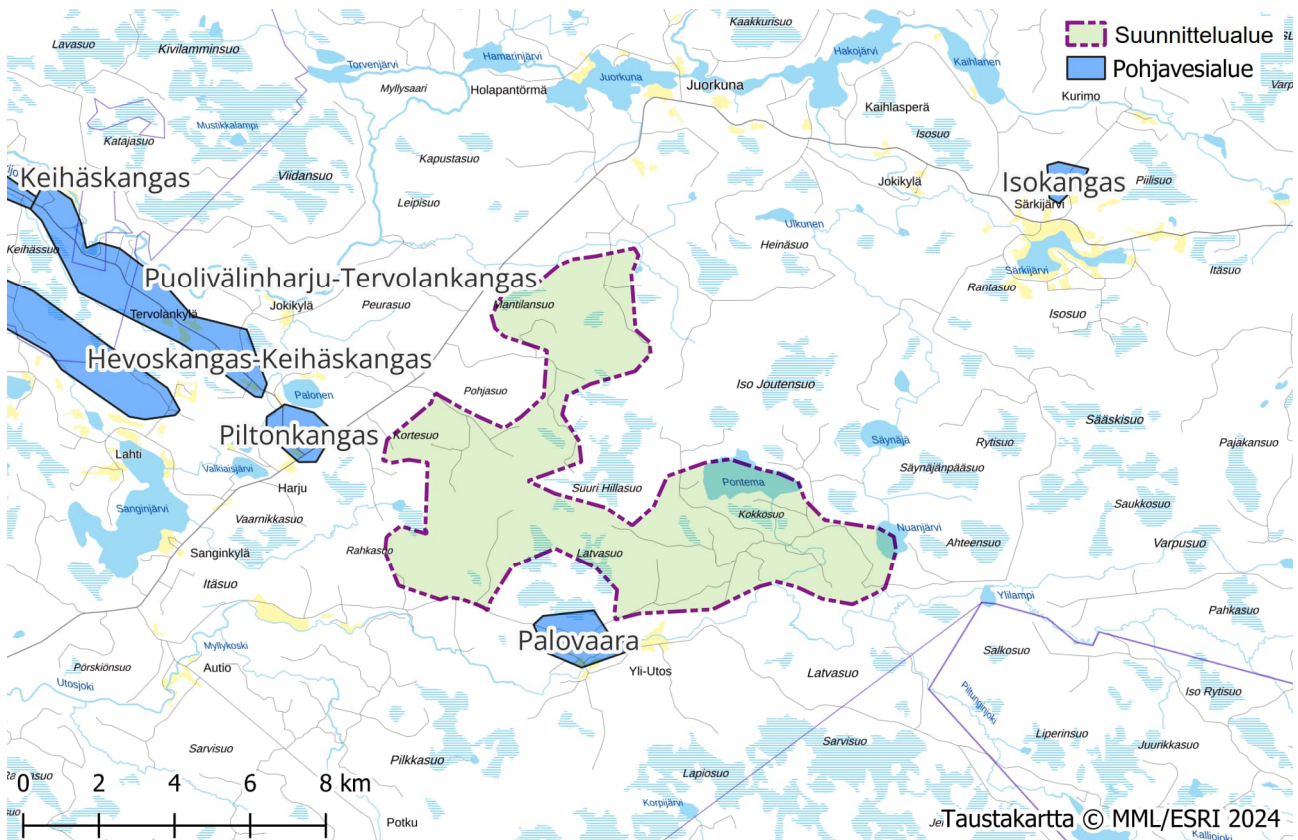 Lavasuo
Kivilamminsuo
Kaakkurisuo
Suunnittelualue
Pohjavesialue
Torvenjärvi
Hamarinjärvi
Juorkuna
Hakojärvi
Kaihlanen
Myllysaari
Holapantörmä
Juorkuna
Kaihlasperä
Kurimo
Mustikkalampi
Katajasuo
Isosuo
Kapustasuo
Viidansuo
Jokikylä
Keihäskangas
Isokangas
Piilisuo
Leipisuo
Särkijärvi
Ulkunen
Heinäsuo
Keihässuo
Särkijärvi
Itäsuo
Puolivälinharju-Tervolankangas
Rantasuo
Tervolankylä
Jokikylä
Peurasuo
Mantilansuo
Isosuo
Hevoskangas-Keihäskangas
Pohjasuo
Iso Joutensuo
Palonen
Sääskisuo
Piltonkangas
Kortesuo
Säynäjä
Rytisuo
Pajakansuo
Lahti
Valkiaisjärvi
Säynäjänpääsuo
Harju
Suuri Hillasuo
Pontema
Saukkosuo
Sanginjärvi
Vaarnikkasuo
Kokkosuo
Nuanjärvi
Ahteensuo
Varpusuo
Sanginkylä
Rahkasuo
Latvasuo
Itäsuo
Ylilampi
Pahkasuo
Palovaara
Myllykoski
Pörskiönsuo
Autio
Yli-Utos
Latvasuo
Salkosuo
Utosjoki
Piltunginjoki
Iso Rytisuo
Liperinsuo
Juurikkasuo
Sarvisuo
Sarvisuo
Pilkkasuo
Lapiosuo
0 2 4 6 8 km
Korpijärvi
Potku
Taustakartta © MML/ESRI 2024
Kalliojoki